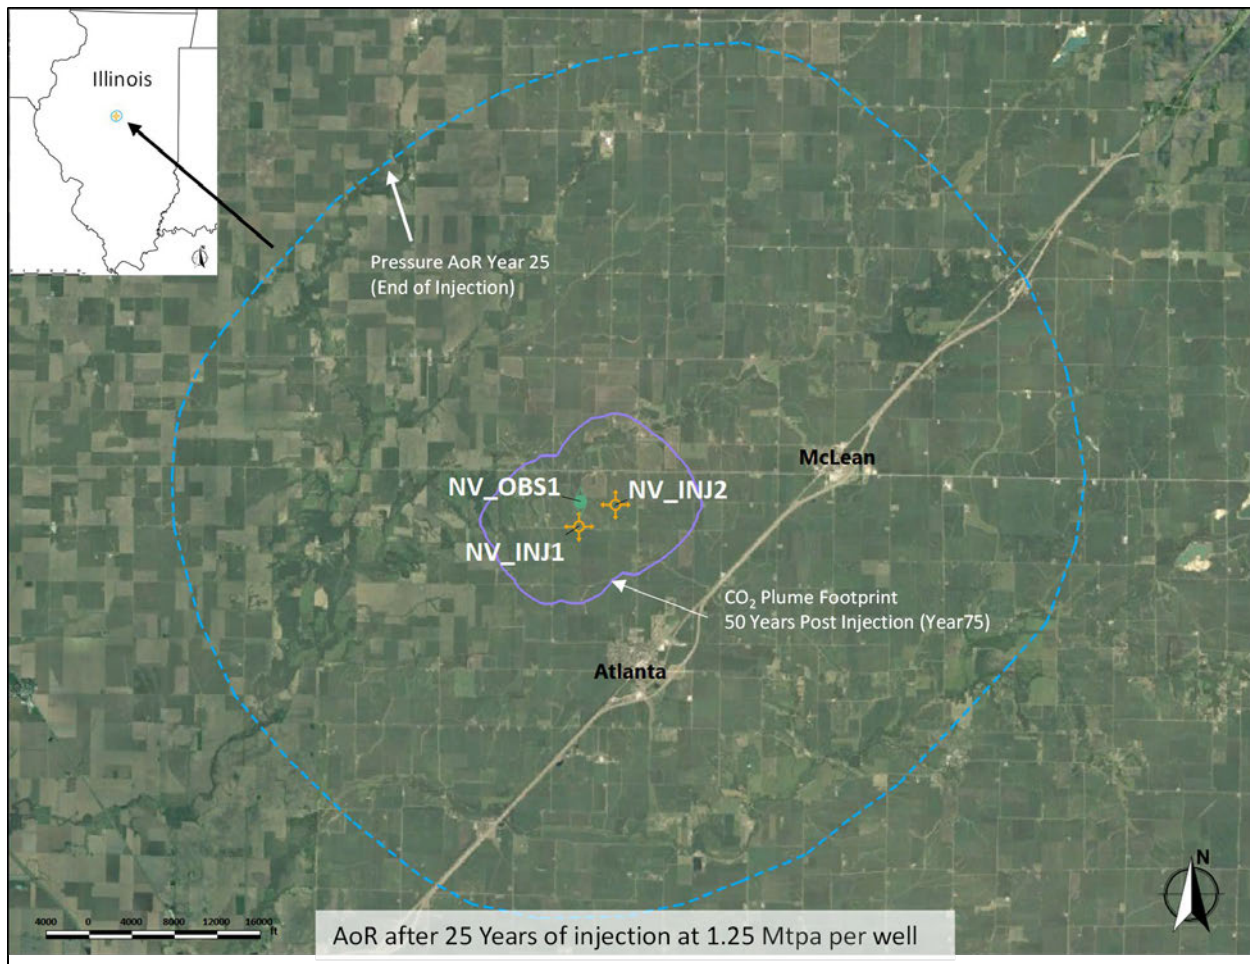 Illinois
N
Pressure AoR Year 25
(End of Injection)
McLean
NV_OBS1
NV_INJ2
NV_INJ1
CO₂ Plume Footprint
50 Years Post Injection (Year75)
Atlanta
N
4000 0 4000 8000 12000 16000
ft
AoR after 25 Years of injection at 1.25 Mtpa per well